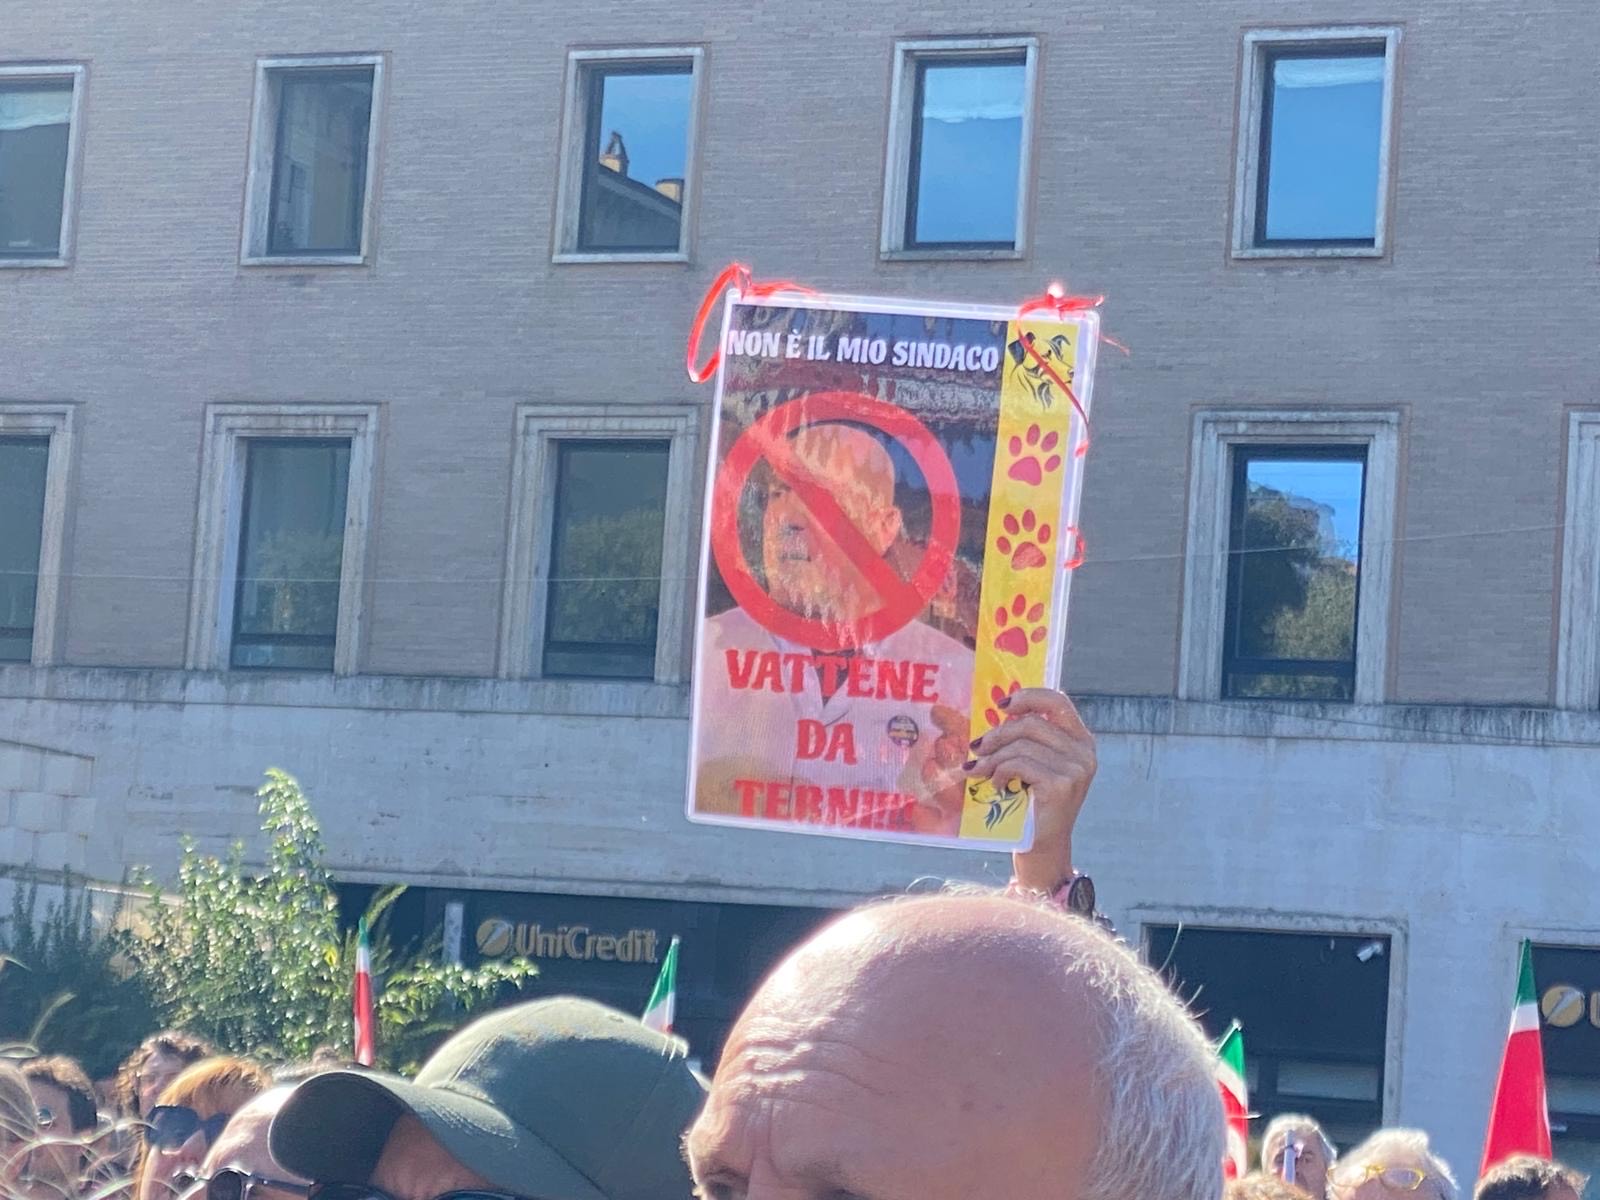 NON È IL MIO SINDACO
VATTENE
DA
TERNI!!!!
UniCredit